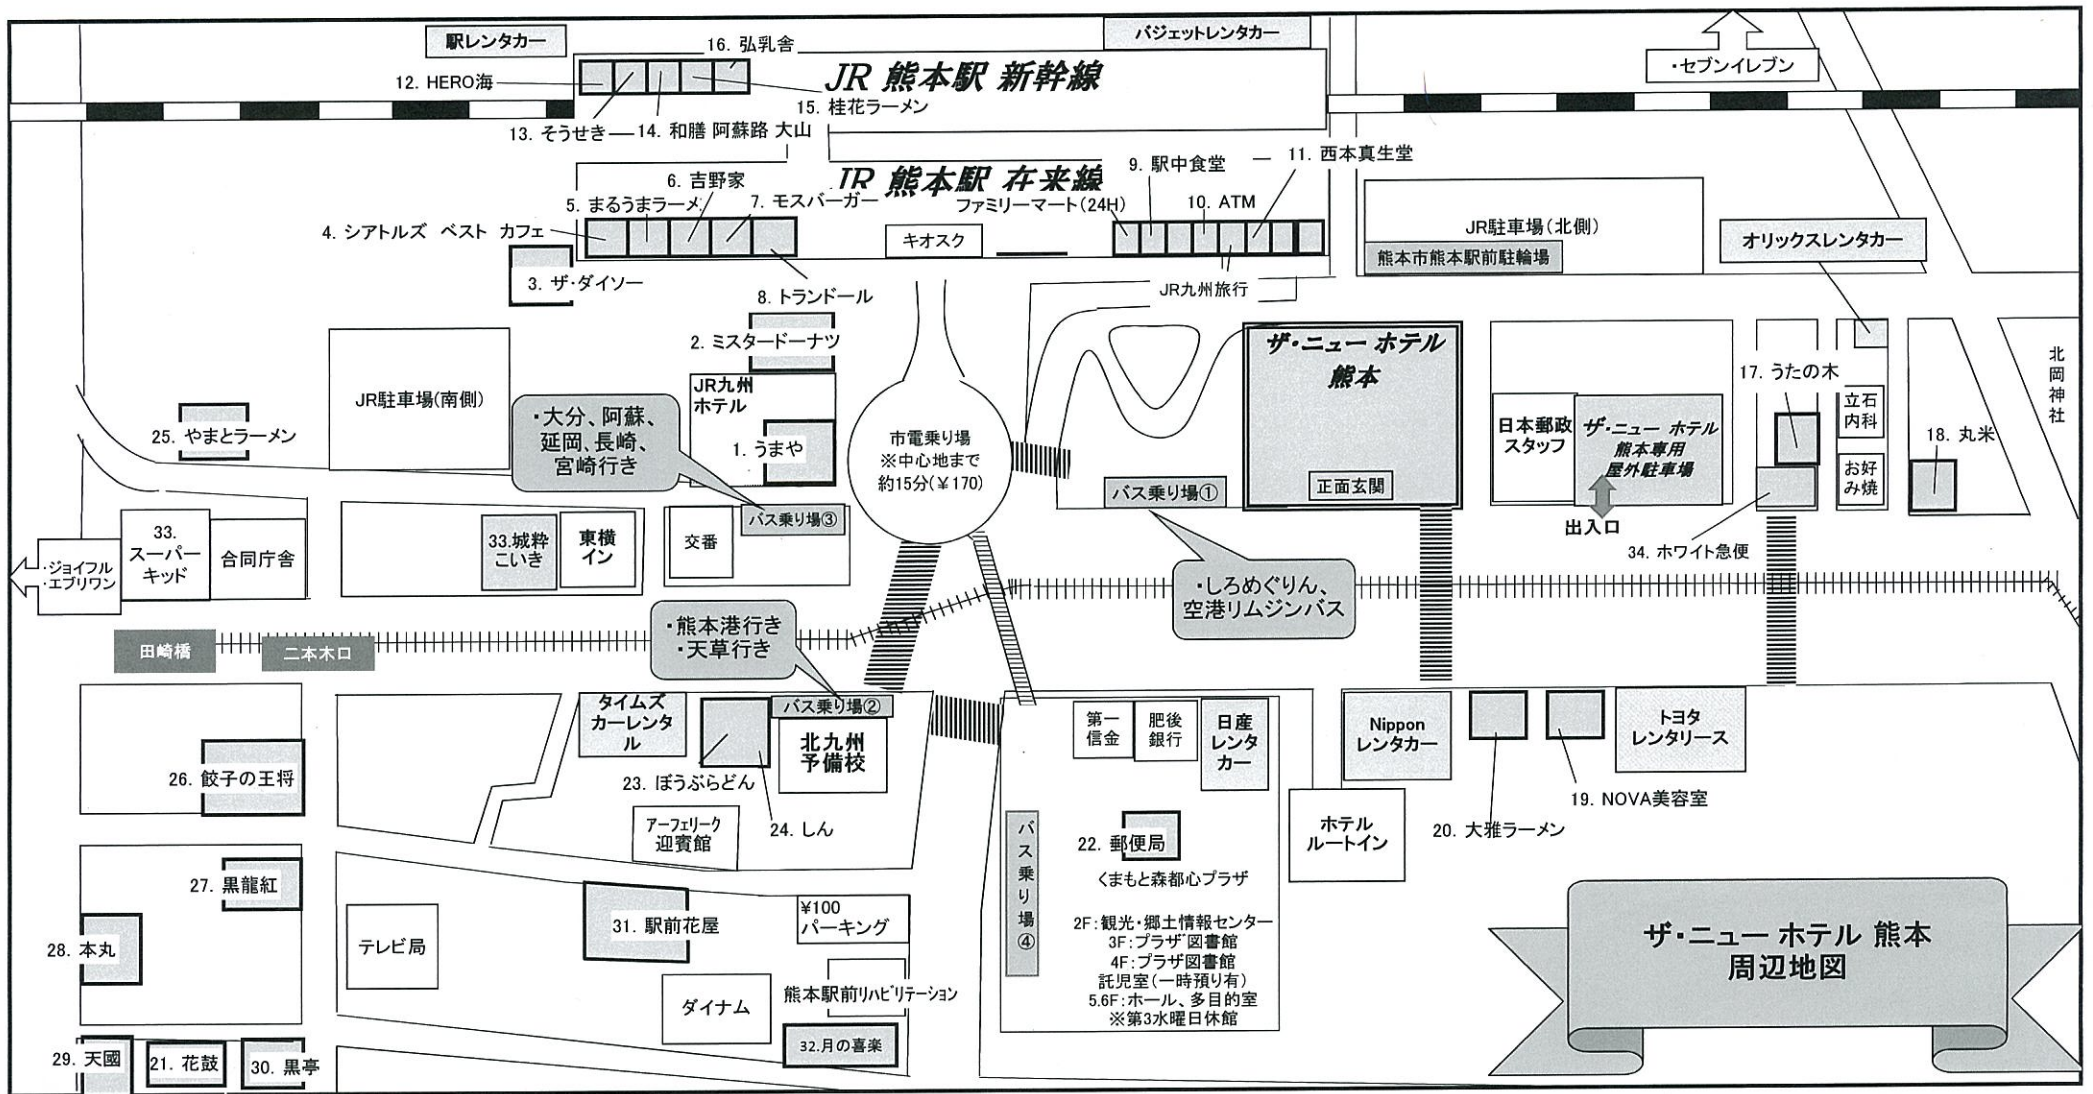 駅レンタカー
16. 弘乳舎
バジェットレンタカー
・セブンイレブン
12. HERO海
JR 熊本駅 新幹線
15. 桂花ラーメン
13. そうせき
14. 和膳 阿蘇路 大山
JR 熊本駅 在来線
9. 駅中食堂
11. 西本真生堂
6. 吉野家
5. まるうまラーメ
7. モスバーガー
ファミリーマート(24H)
10. ATM
4. シアトルズ ベスト カフェ
キオスク
JR駐車場(北側)
熊本市熊本駅前駐輪場
オリックスレンタカー
3. ザ・ダイソー
8. トランドール
JR九州旅行
2. ミスタードーナツ
ザ・ニュー ホテル
熊本
北岡神社
JR駐車場(南側)
JR九州
ホテル
17. うたの木
立石
内科
25. やまとラーメン
・大分、阿蘇、
延岡、長崎、
宮崎行き
1. うまや
市電乗り場
※中心地まで
約15分(¥170)
日本郵政
スタッフ
ザ・ニュー ホテル
熊本専用
屋外駐車場
18. 丸米
お好
み焼
正面玄関
バス乗り場①
バス乗り場③
出入口
34. ホワイト急便
33.
スーパー
キッド
合同庁舎
33.城粋
こいき
東横
イン
交番
・ジョイフル
・エブリワン
・しろめぐりん、
空港リムジンバス
田崎橋
二本木口
・熊本港行き
・天草行き
タイムズ
カーレンタ
ル
バス乗り場②
北九州
予備校
第一
信金
肥後
銀行
日産
レンタ
カー
Nippon
レンタカー
トヨタ
レンタリース
26. 餃子の王将
23. ぼうぶらどん
24. しん
19. NOVA美容室
20. 大雅ラーメン
アーフェリーク
迎賓館
バス乗り場④
22. 郵便局
ホテル
ルートイン
くまもと森都心プラザ
2F:観光・郷土情報センター
3F:プラザ図書館
4F:プラザ図書館
託児室(一時預り有)
5.6F:ホール、多目的室
※第3水曜日休館
27. 黒龍紅
28. 本丸
テレビ局
31. 駅前花屋
¥100
パーキング
ダイナム
熊本駅前リハビリテーション
32.月の喜楽
29. 天國
21. 花鼓
30. 黒亭
ザ・ニュー ホテル 熊本
周辺地図